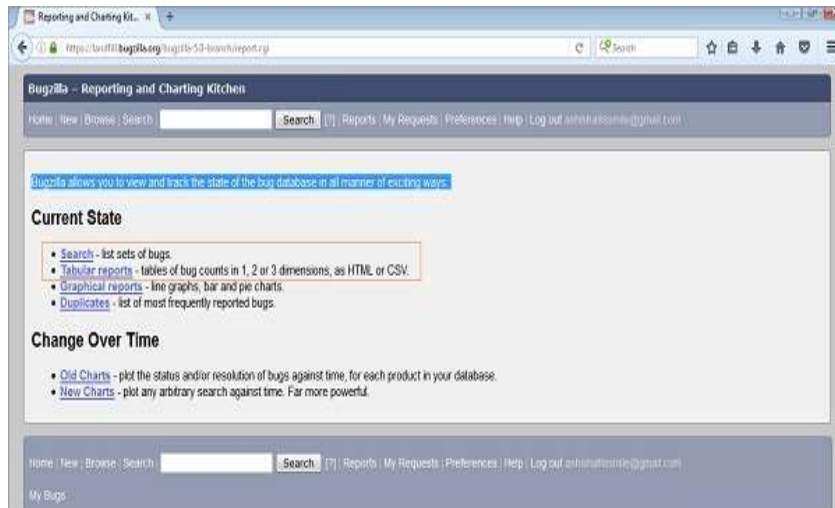 Reporting and Charting Kit... × +
Search
Bugzilla – Reporting and Charting Kitchen
Home | New | Browse | Search Search [?] | Reports | My Requests | Preferences | Help | Log out
Bugzilla allows you to view and track the state of the bug database in all manner of exciting ways.
Current State
• Search - list sets of bugs.
• Tabular reports - tables of bug counts in 1, 2 or 3 dimensions, as HTML or CSV.
• Graphical reports - line graphs, bar and pie charts.
• Duplicates - list of most frequently reported bugs.
Change Over Time
• Old Charts - plot the status and/or resolution of bugs against time, for each product in your database.
• New Charts - plot any arbitrary search against time. Far more powerful.
Home | New | Browse | Search Search [?] | Reports | My Requests | Preferences | Help | Log out
My Bugs